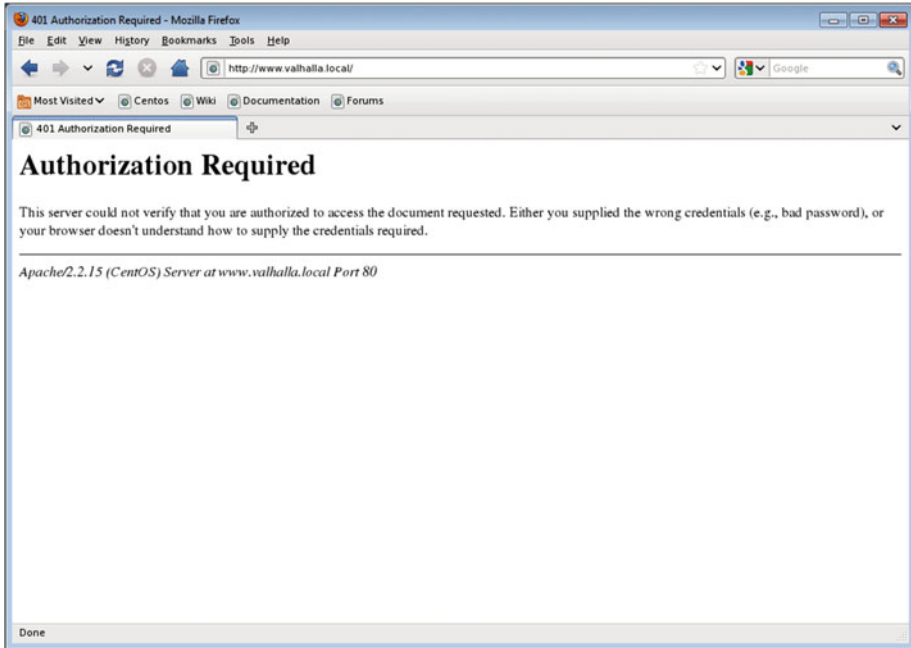 401 Authorization Required - Mozilla Firefox
File Edit View History Bookmarks Tools Help
http://www.valhalla.local/ Google
Most Visited Centos Wiki Documentation Forums
401 Authorization Required
Authorization Required
This server could not verify that you are authorized to access the document requested. Either you supplied the wrong credentials (e.g., bad password), or
your browser doesn't understand how to supply the credentials required.
Apache/2.2.15 (CentOS) Server at www.valhalla.local Port 80
Done